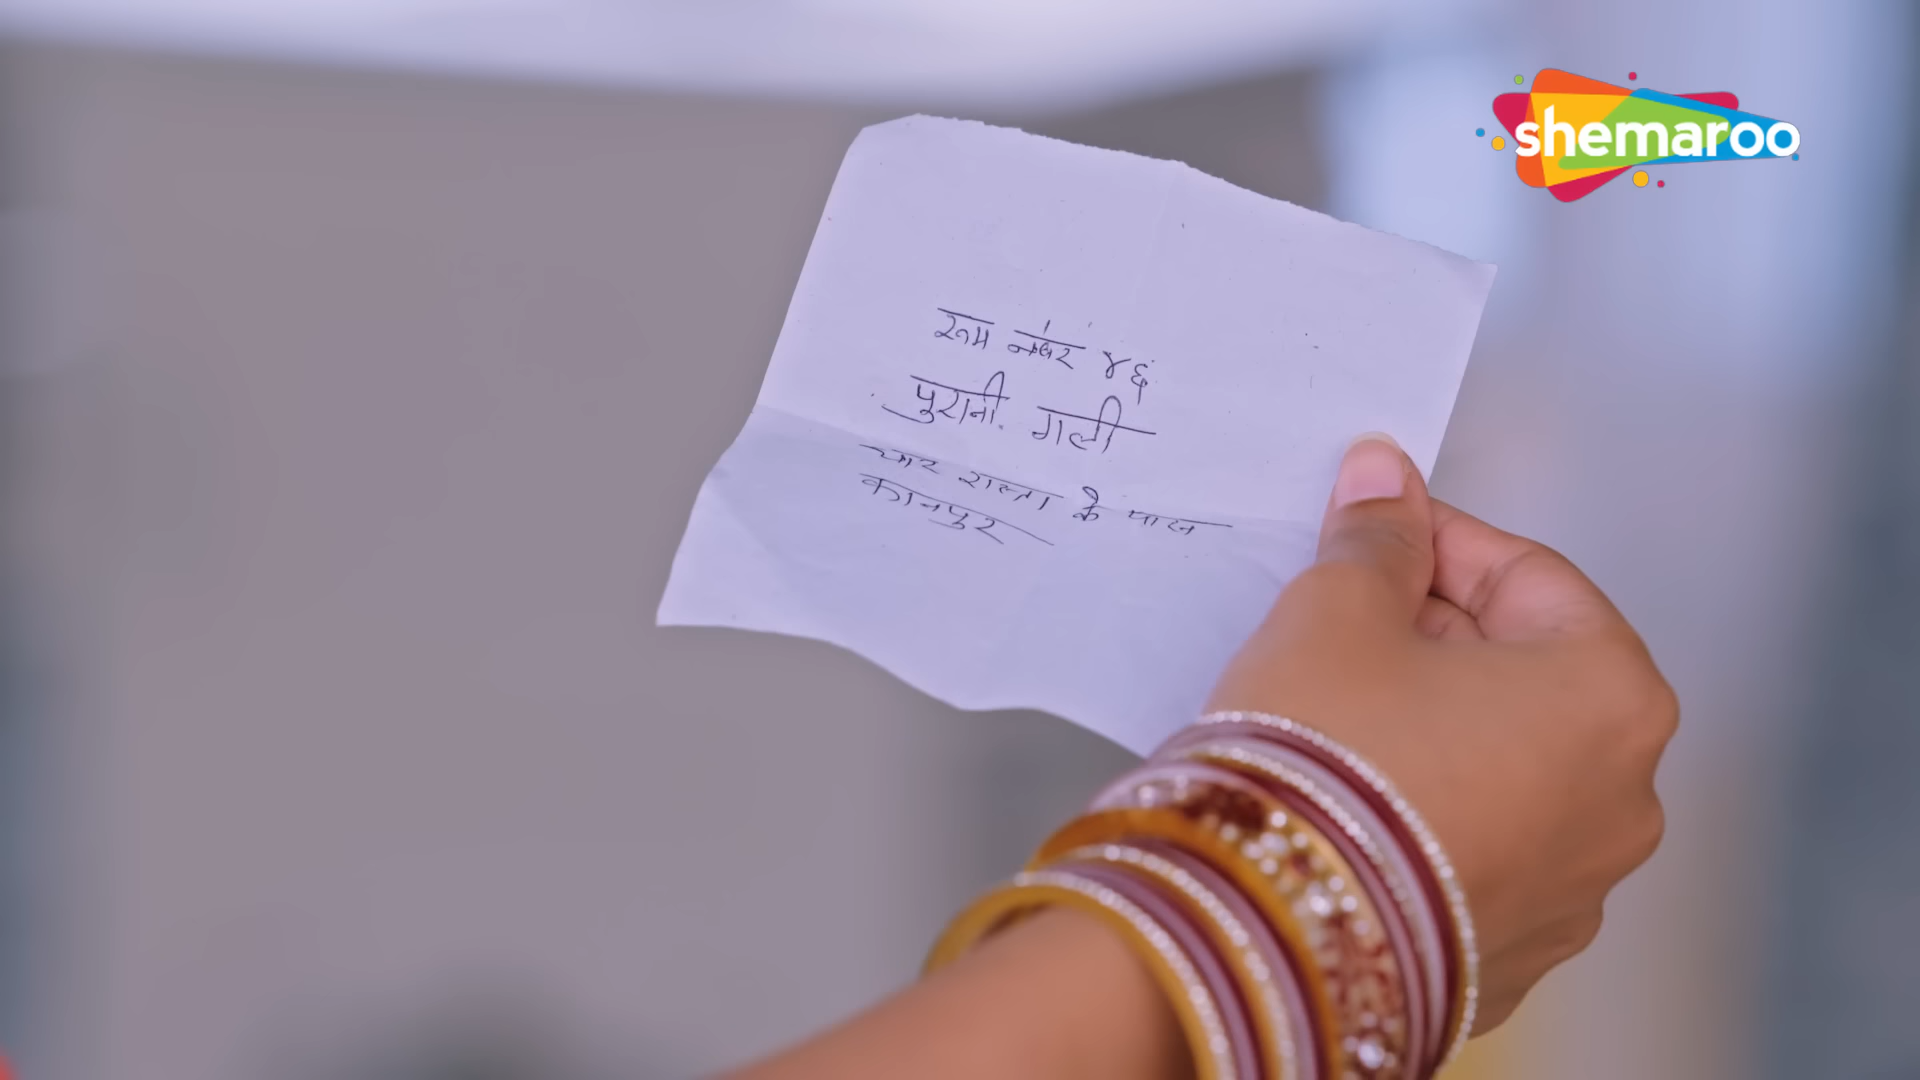 shemaroo
रूम नंबर ४६
पुरानी गली
चार रास्ता के पास
कानपुर